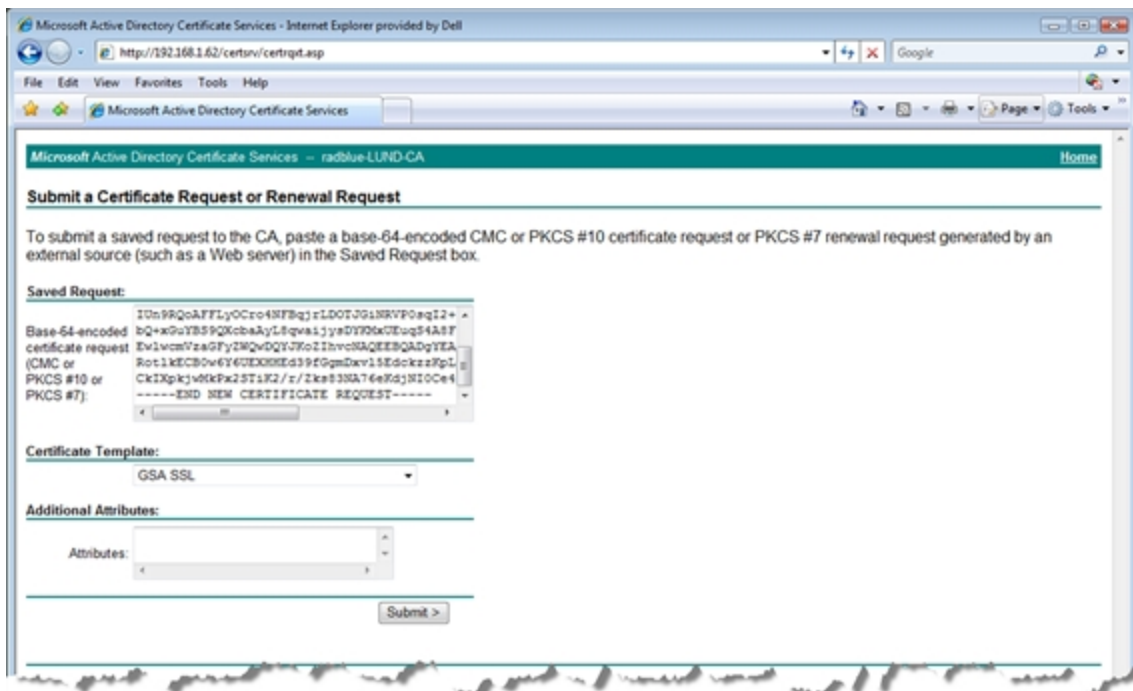 Microsoft Active Directory Certificate Services - Internet Explorer provided by Dell
http://192.168.1.62/certsrv/certrqxt.asp
Google
File Edit View Favorites Tools Help
Microsoft Active Directory Certificate Services
Page Tools
Microsoft Active Directory Certificate Services -- radblue-LUND-CA
Home
Submit a Certificate Request or Renewal Request
To submit a saved request to the CA, paste a base-64-encoded CMC or PKCS #10 certificate request or PKCS #7 renewal request generated by an
external source (such as a Web server) in the Saved Request box.
Saved Request:
Base-64-encoded
certificate request
(CMC or
PKCS #10 or
PKCS #7):
-----END NEW CERTIFICATE REQUEST-----
Certificate Template:
GSA SSL
Additional Attributes:
Attributes:
Submit >